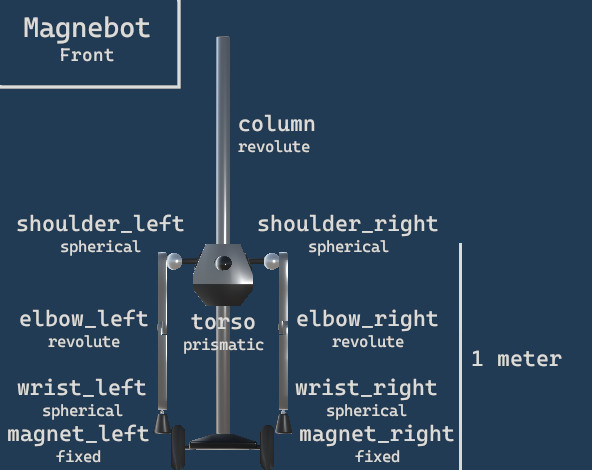 Magnebot
Front
column
revolute
shoulder_left
spherical
shoulder_right
spherical
elbow_left
revolute
torso
prismatic
elbow_right
revolute
1 meter
wrist_left
spherical
wrist_right
spherical
magnet_left
fixed
magnet_right
fixed